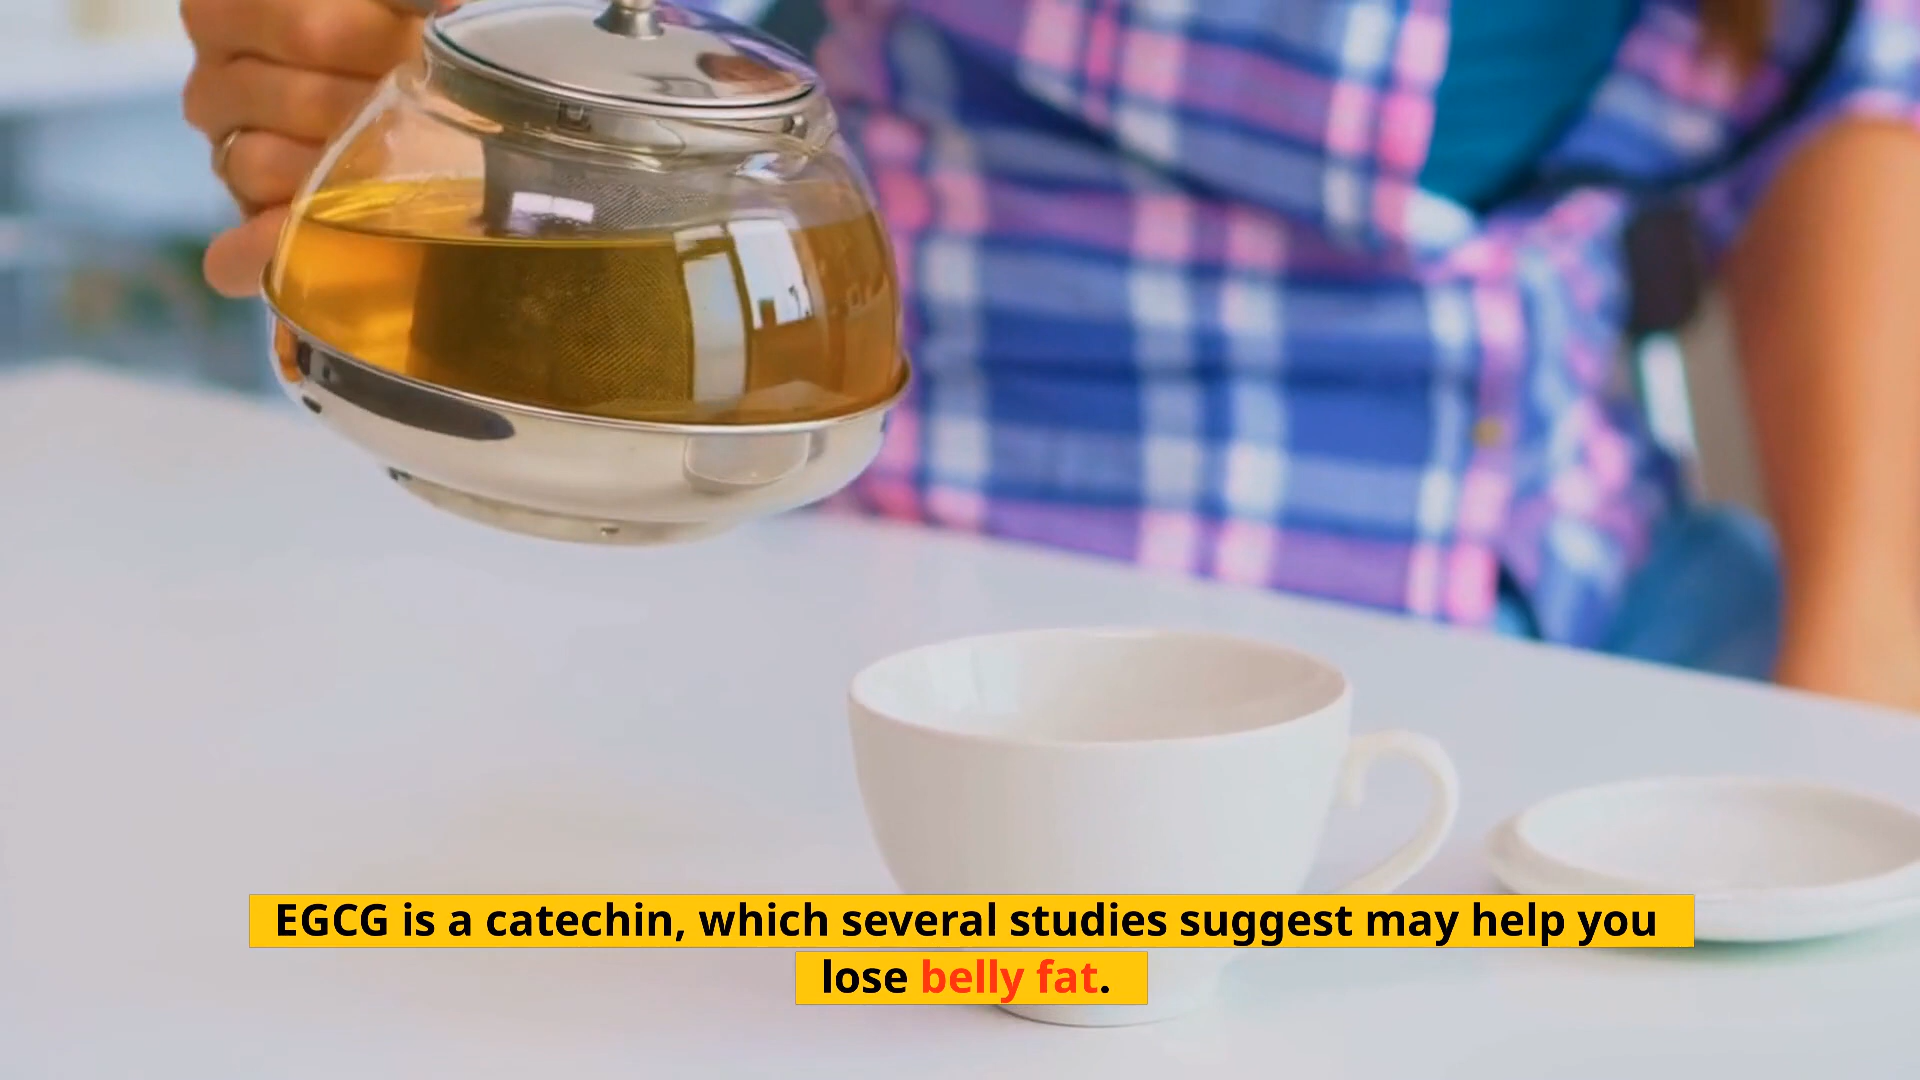 EGCG is a catechin, which several studies suggest may help you
lose belly fat.